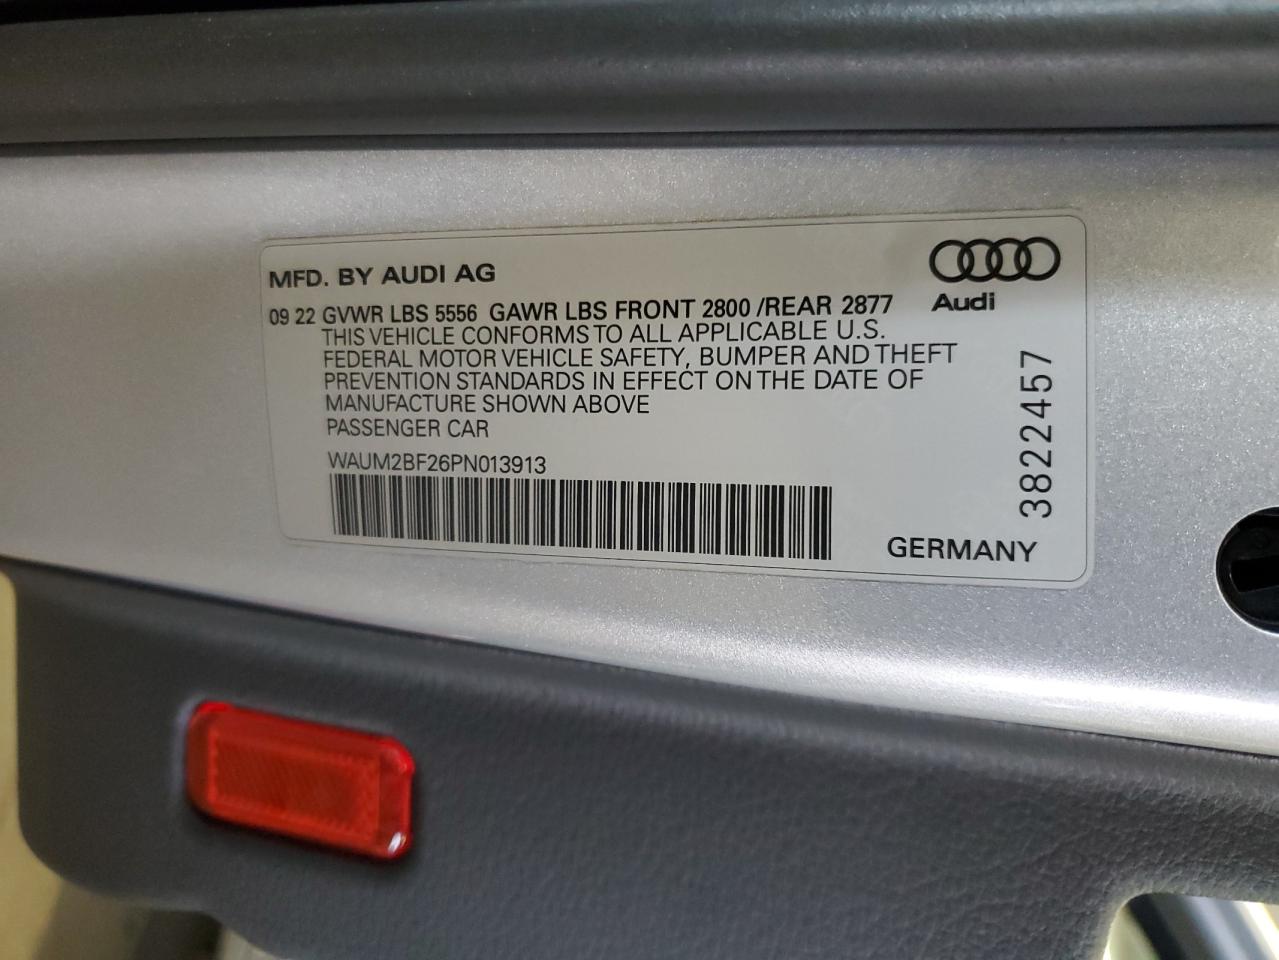 MFD. BY AUDI AG
Audi
09 22 GVWR LBS 5556 GAWR LBS FRONT 2800 /REAR 2877
THIS VEHICLE CONFORMS TO ALL APPLICABLE U.S.
FEDERAL MOTOR VEHICLE SAFETY, BUMPER AND THEFT
PREVENTION STANDARDS IN EFFECT ON THE DATE OF
MANUFACTURE SHOWN ABOVE
PASSENGER CAR
WAUM2BF26PN013913
3822457
GERMANY